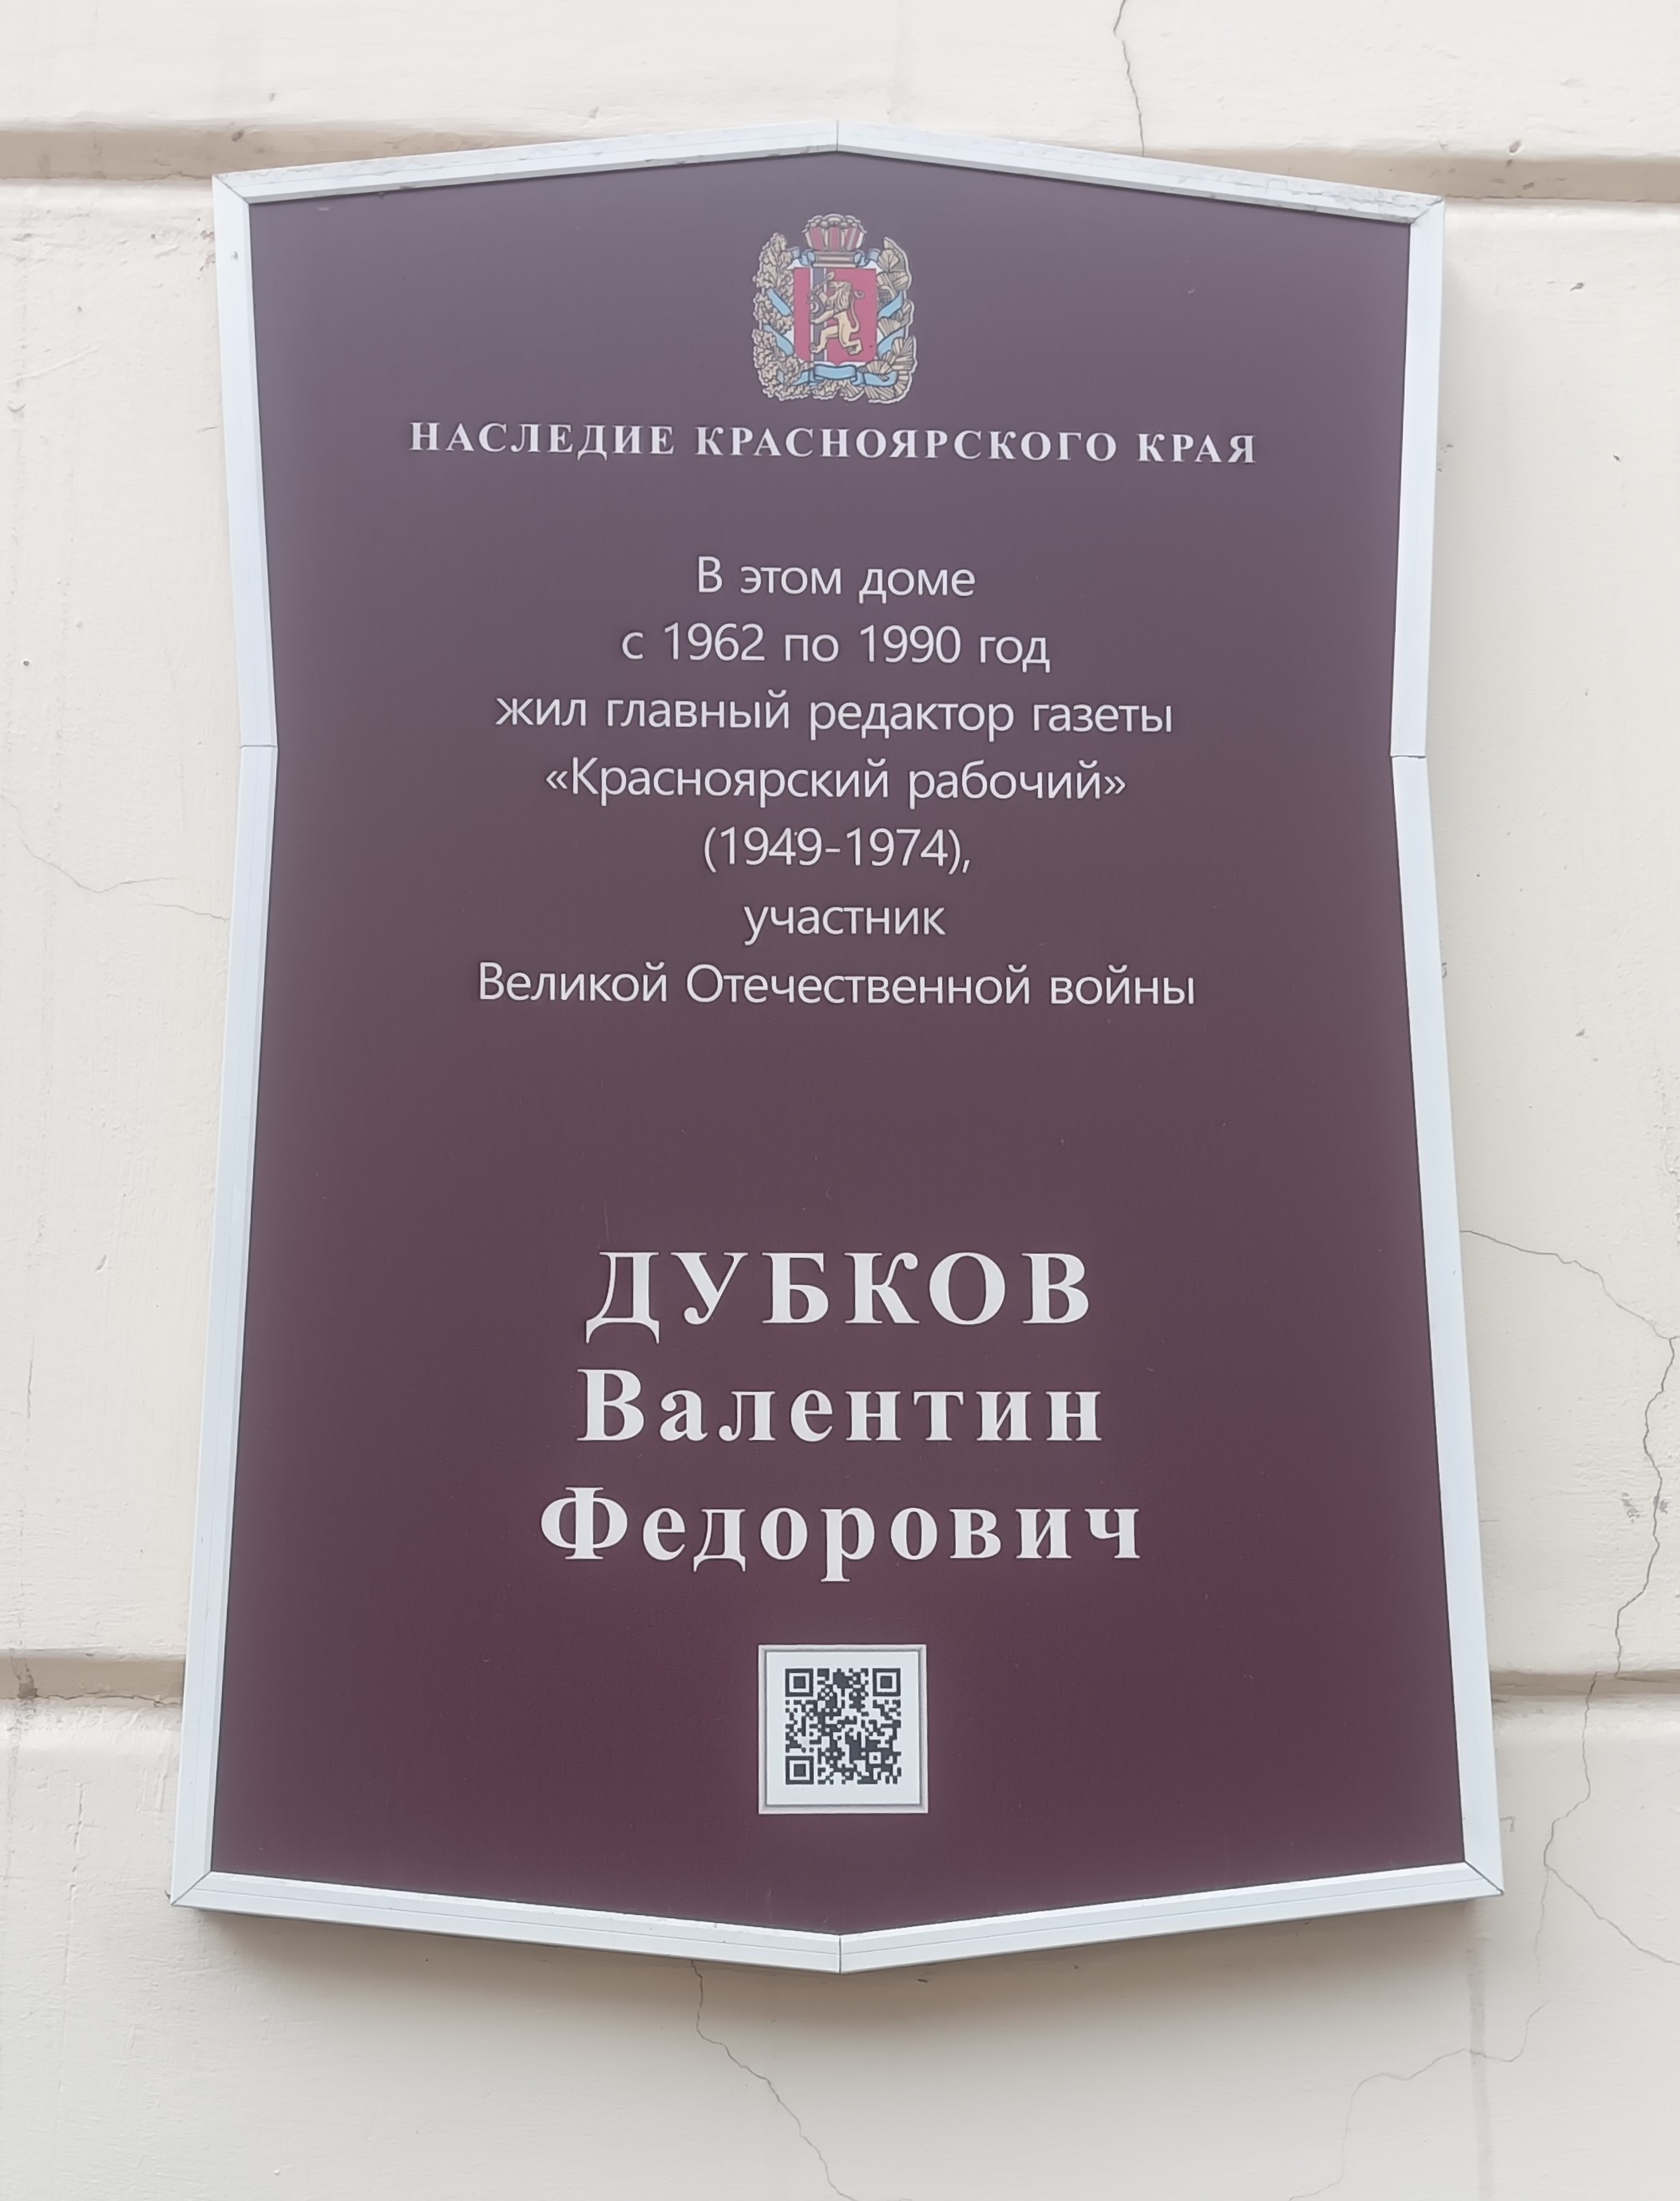 НАСЛЕДИЕ КРАСНОЯРСКОГО КРАЯ
В этом доме
с 1962 по 1990 год
жил главный редактор газеты
«Красноярский рабочий»
(1949-1974),
участник
Великой Отечественной войны
ДУБКОВ
Валентин
Федорович